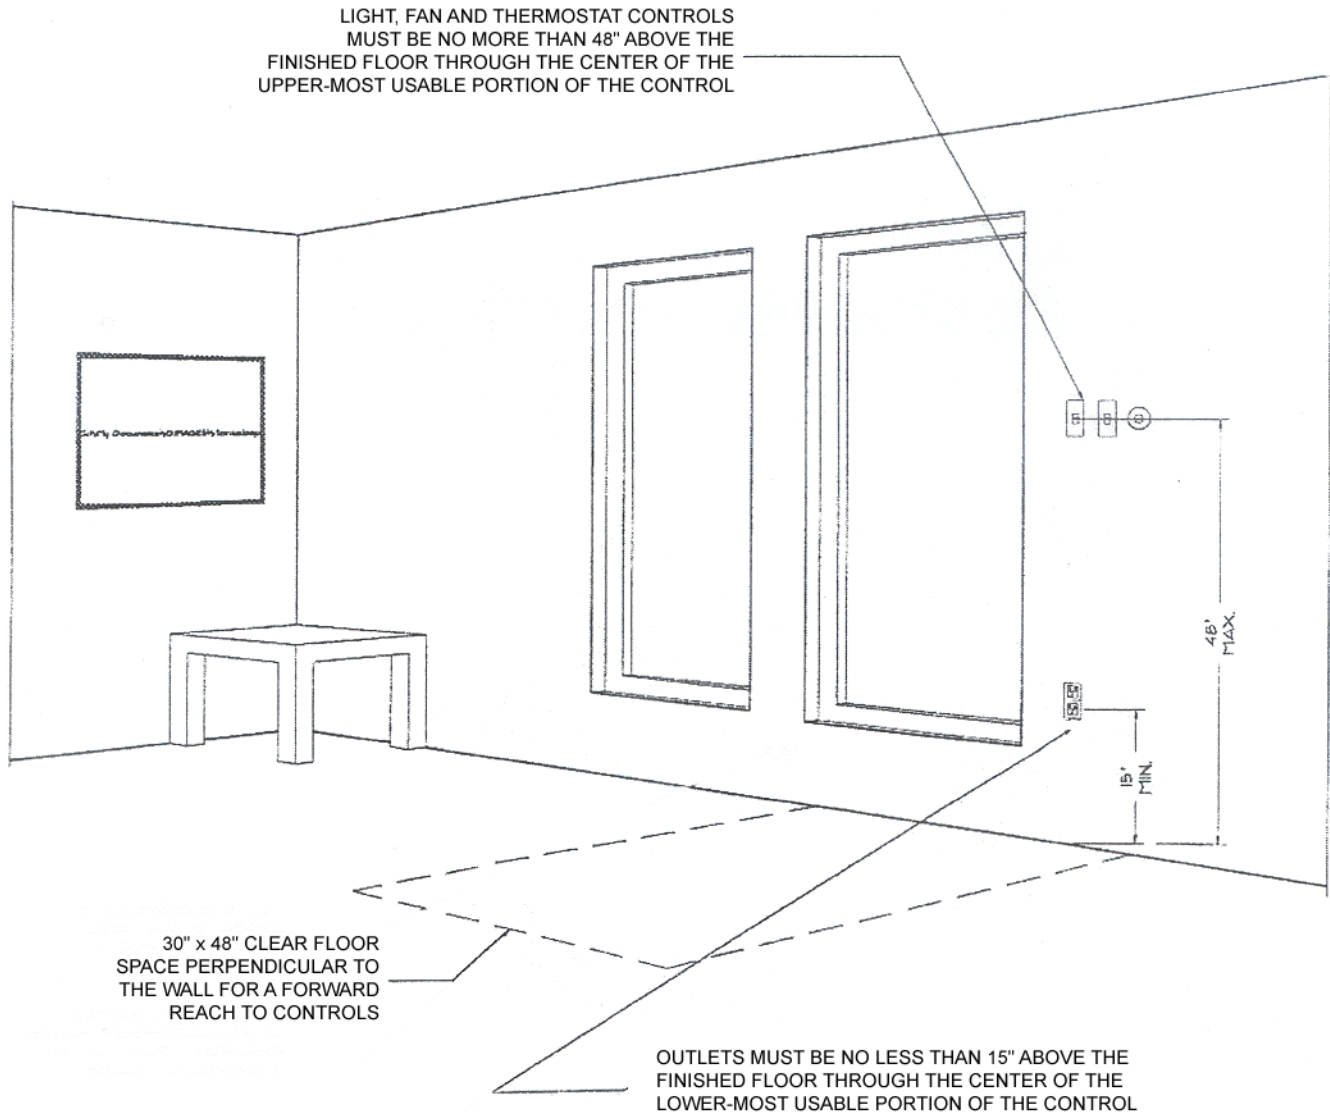 LIGHT, FAN AND THERMOSTAT CONTROLS
MUST BE NO MORE THAN 48" ABOVE THE
FINISHED FLOOR THROUGH THE CENTER OF THE
UPPER-MOST USABLE PORTION OF THE CONTROL
48"
MAX.
15"
MIN.
30" x 48" CLEAR FLOOR
SPACE PERPENDICULAR TO
THE WALL FOR A FORWARD
REACH TO CONTROLS
OUTLETS MUST BE NO LESS THAN 15" ABOVE THE
FINISHED FLOOR THROUGH THE CENTER OF THE
LOWER-MOST USABLE PORTION OF THE CONTROL